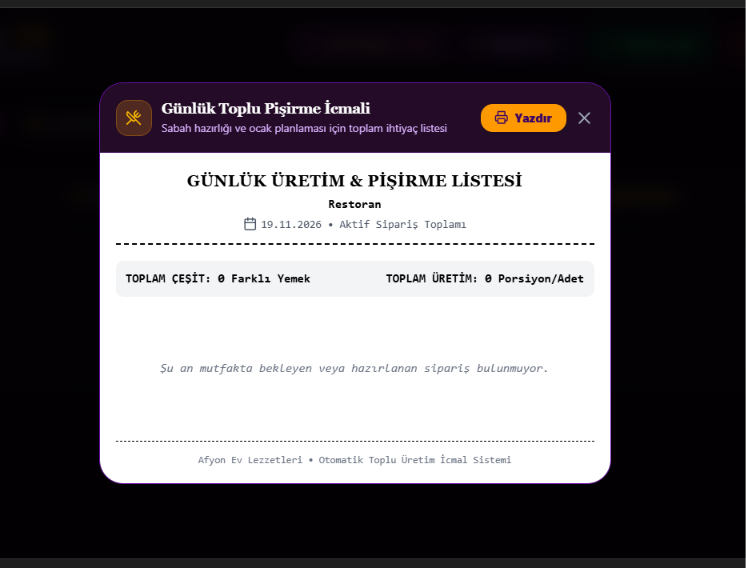 Günlük Toplu Pişirme İcmali
Sabah hazırlığı ve ocak planlaması için toplam ihtiyaç listesi
Yazdır
GÜNLÜK ÜRETİM & PİŞİRME LİSTESİ
Restoran
19.11.2026 • Aktif Sipariş Toplamı
TOPLAM ÇEŞİT: 0 Farklı Yemek
TOPLAM ÜRETİM: 0 Porsiyon/Adet
Şu an mutfakta bekleyen veya hazırlanan sipariş bulunmuyor.
Afyon Ev Lezzetleri • Otomatik Toplu Üretim İcmal Sistemi